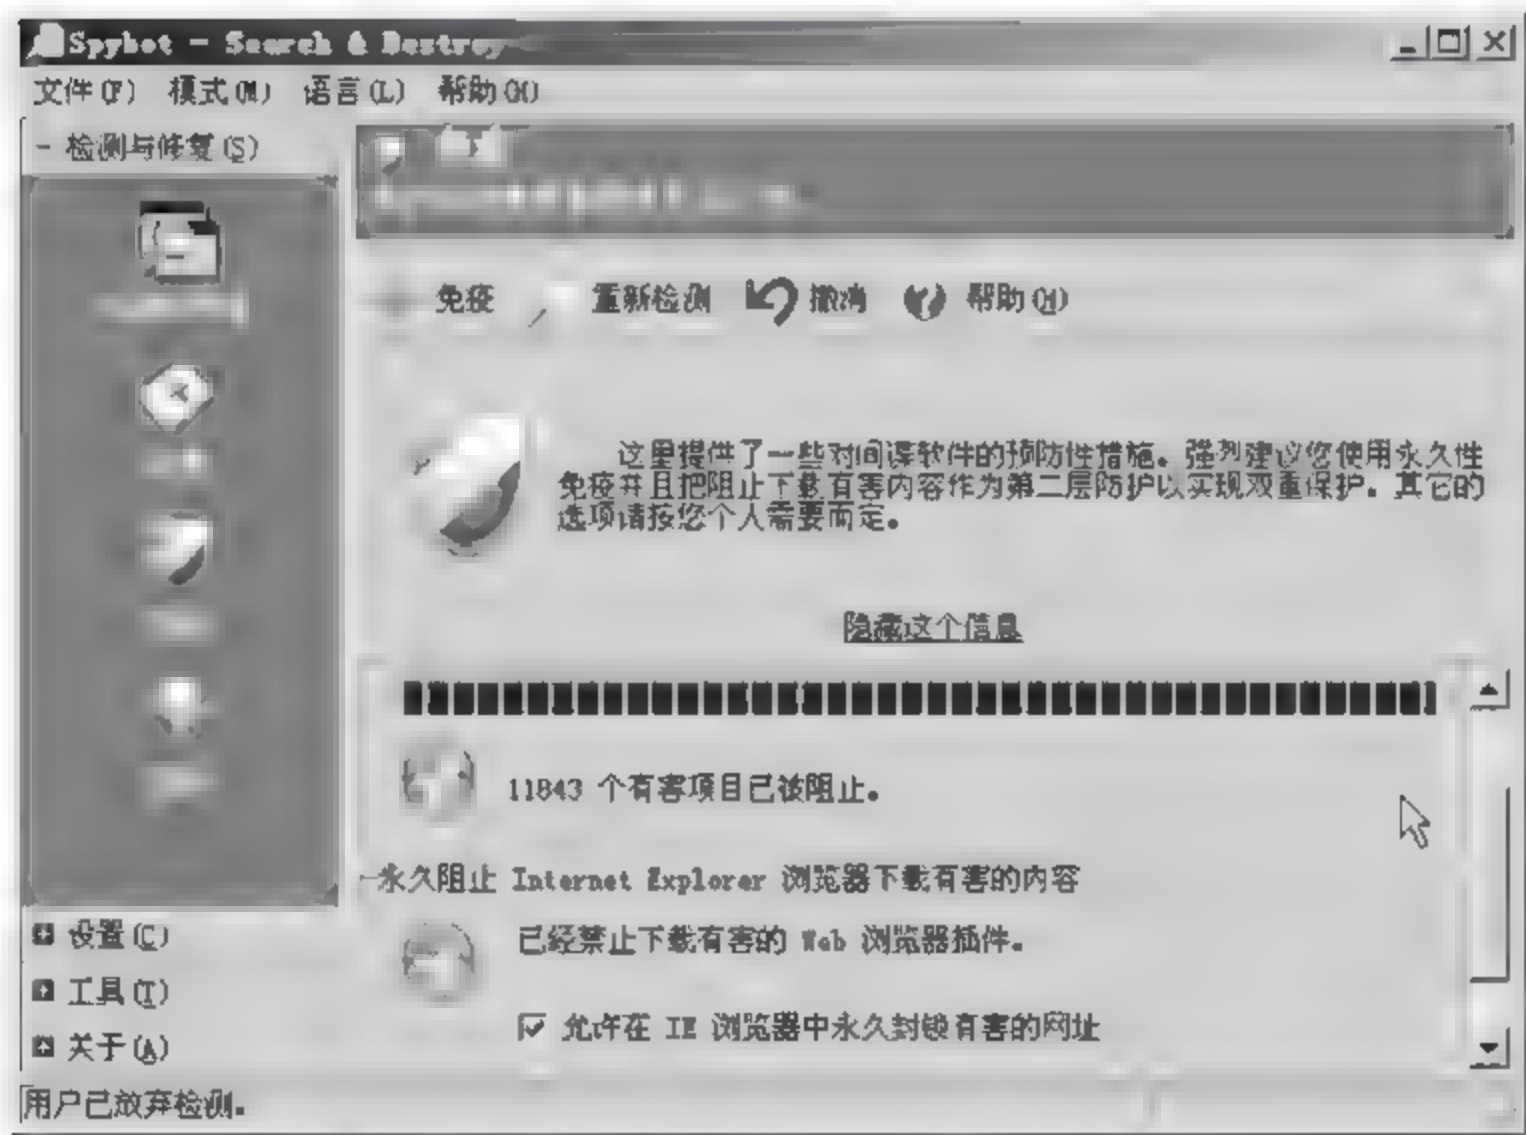 Spybot - Search & Destroy
文件(F) 模式(M) 语言(L) 帮助(H)
- 检测与修复(S)
免疫 重新检测 撤消 帮助(H)
这里提供了一些对间谍软件的预防性措施。强列建议您使用永久性
免疫并且把阻止下载有害内容作为第二层防护以实现双重保护。其它的
选项请按您个人需要而定。
隐藏这个信息
11843 个有害项目已被阻止。
永久阻止 Internet Explorer 浏览器下载有害的内容
已经禁止下载有害的 Web 浏览器插件。
允许在 IE 浏览器中永久封锁有害的网址
设置(C)
工具(T)
关于(A)
用户已放弃检测。